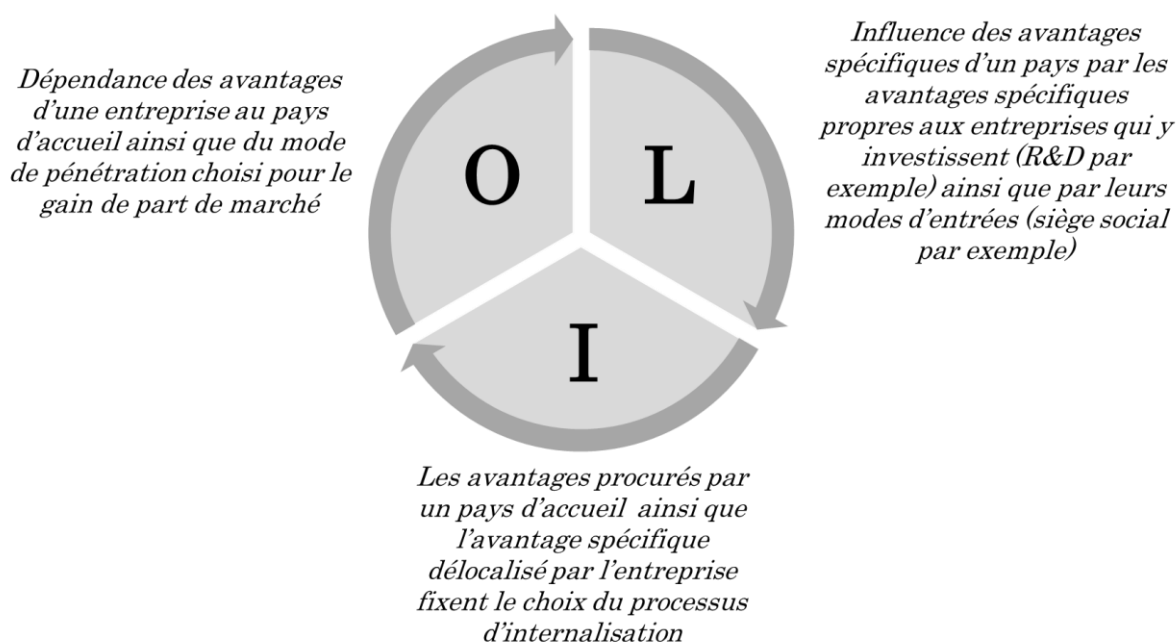 Dépendance des avantages
d'une entreprise au pays
d'accueil ainsi que du mode
de pénétration choisi pour le
gain de part de marché
O
L
Influence des avantages
spécifiques d'un pays par les
avantages spécifiques
propres aux entreprises qui y
investissent (R&D par
exemple) ainsi que par leurs
modes d'entrées (siège social
par exemple)
I
Les avantages procurés par
un pays d'accueil ainsi que
l'avantage spécifique
délocalisé par l'entreprise
fixent le choix du processus
d'internalisation